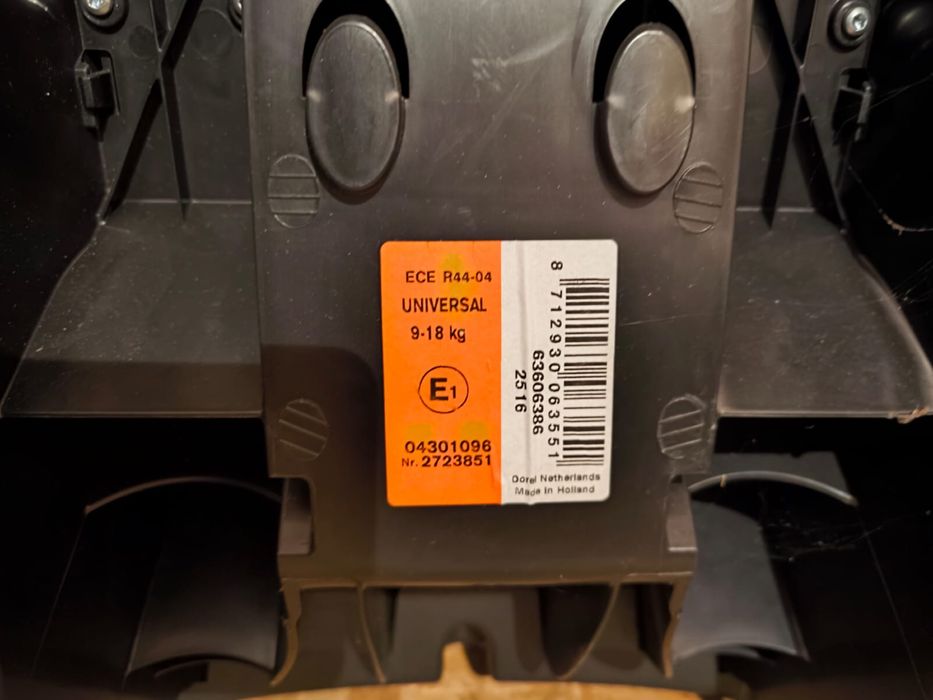 ECE R44-04
UNIVERSAL
9-18 kg
E1
04301096
Nr. 2723851
8 712930 063551
63606386
2516
Dorel Netherlands
Made in Holland